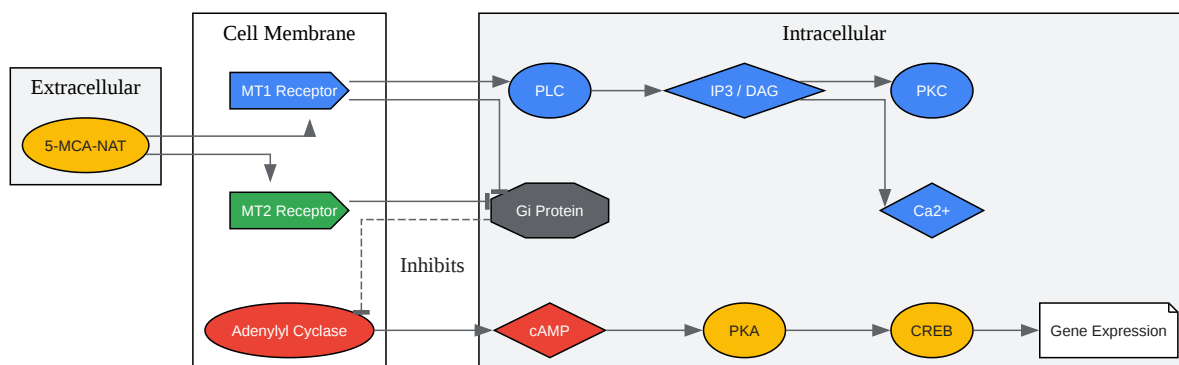 Cell Membrane
Intracellular
Extracellular
MT1 Receptor
PLC
IP3 / DAG
PKC
5-MCA-NAT
MT2 Receptor
Gi Protein
Ca2+
Inhibits
Adenylyl Cyclase
cAMP
PKA
CREB
Gene Expression